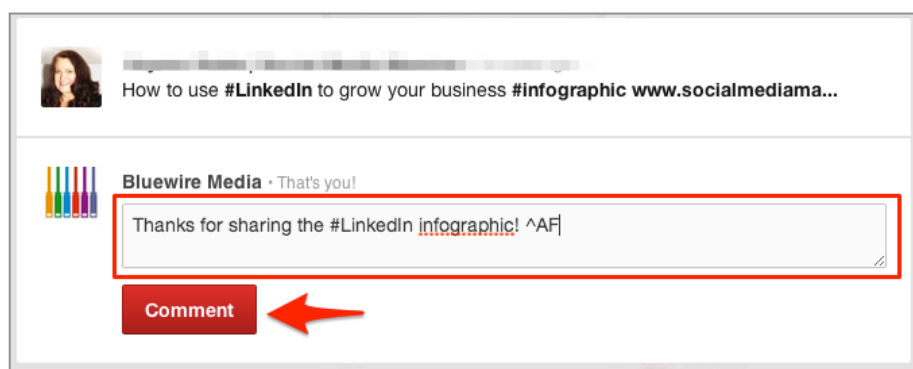 How to use #LinkedIn to grow your business #infographic www.socialmediama...
Bluewire Media · That's you!
Thanks for sharing the #LinkedIn infographic! ^AF
Comment